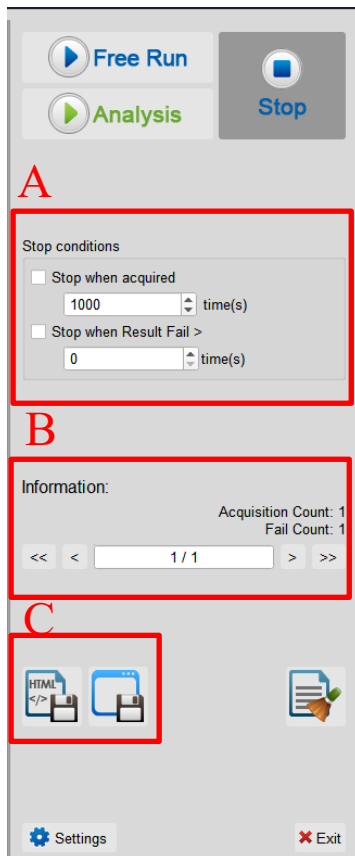 Free Run
Analysis
Stop
A
Stop conditions
Stop when acquired
1000 time(s)
Stop when Result Fail >
0 time(s)
B
Information:
Acquisition Count: 1
Fail Count: 1
<< < 1 / 1 > >>
C
HTML
</>
Settings
Exit